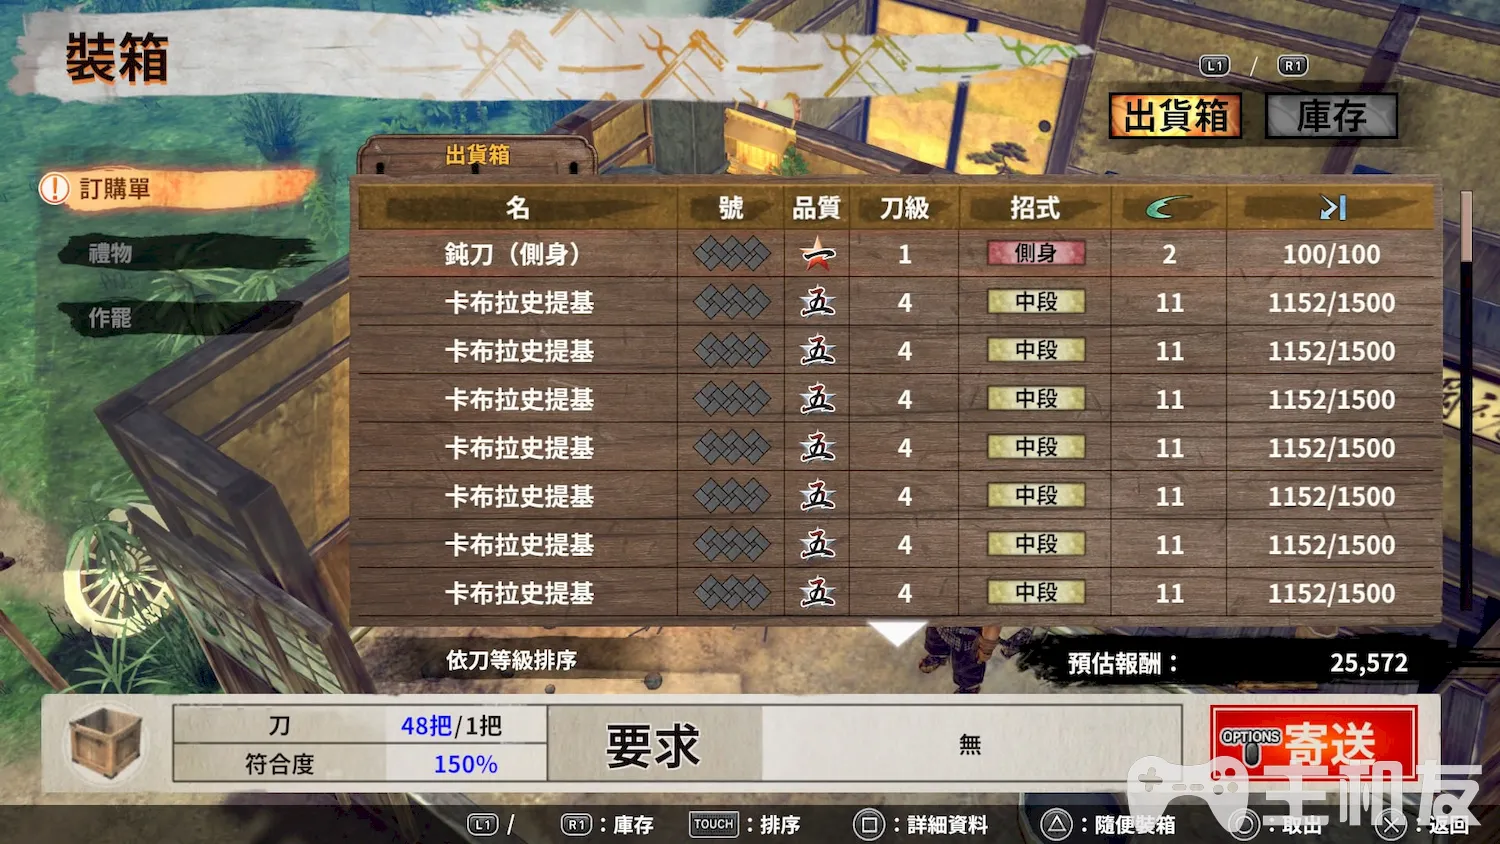 裝箱
L1 / R1
出貨箱 庫存
出貨箱
! 訂購單
禮物
作罷
名 號 品質 刀級 招式
鈍刀（側身） 一 1 側身 2 100/100
卡布拉史提基 五 4 中段 11 1152/1500
卡布拉史提基 五 4 中段 11 1152/1500
卡布拉史提基 五 4 中段 11 1152/1500
卡布拉史提基 五 4 中段 11 1152/1500
卡布拉史提基 五 4 中段 11 1152/1500
卡布拉史提基 五 4 中段 11 1152/1500
卡布拉史提基 五 4 中段 11 1152/1500
依刀等級排序
預估報酬： 25,572
刀 48把/1把
符合度 150%
要求 無
OPTIONS 寄送
L1 / R1：庫存 TOUCH：排序 □：詳細資料 △：隨便裝箱 ○：取出 ×：返回
主机友